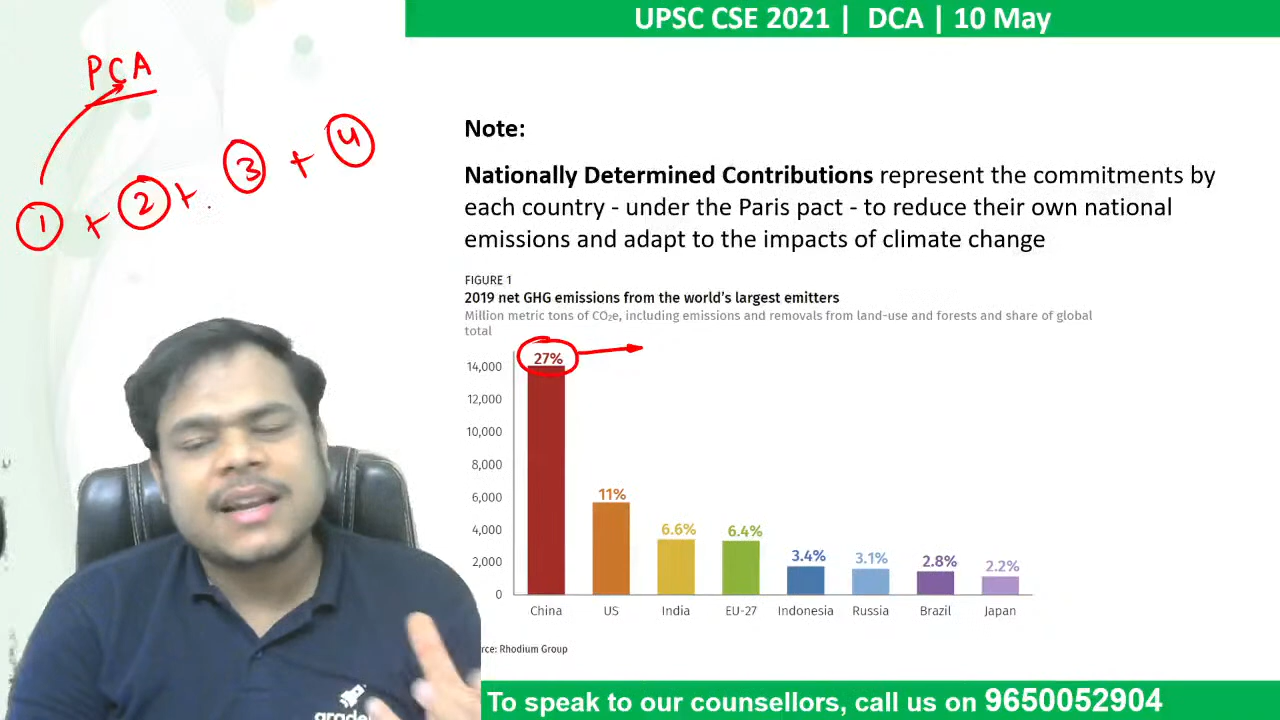 UPSC CSE 2021 | DCA | 10 May
PCA
1 + 2 + 3 + 4
Note:
Nationally Determined Contributions represent the commitments by
each country - under the Paris pact - to reduce their own national
emissions and adapt to the impacts of climate change
FIGURE 1
2019 net GHG emissions from the world's largest emitters
Million metric tons of CO₂e, including emissions and removals from land-use and forests and share of global
total
14,000
12,000
10,000
8,000
6,000
4,000
2,000
0
27%
11%
6.6%
6.4%
3.4%
3.1%
2.8%
2.2%
China US India EU-27 Indonesia Russia Brazil Japan
rce: Rhodium Group
To speak to our counsellors, call us on 9650052904